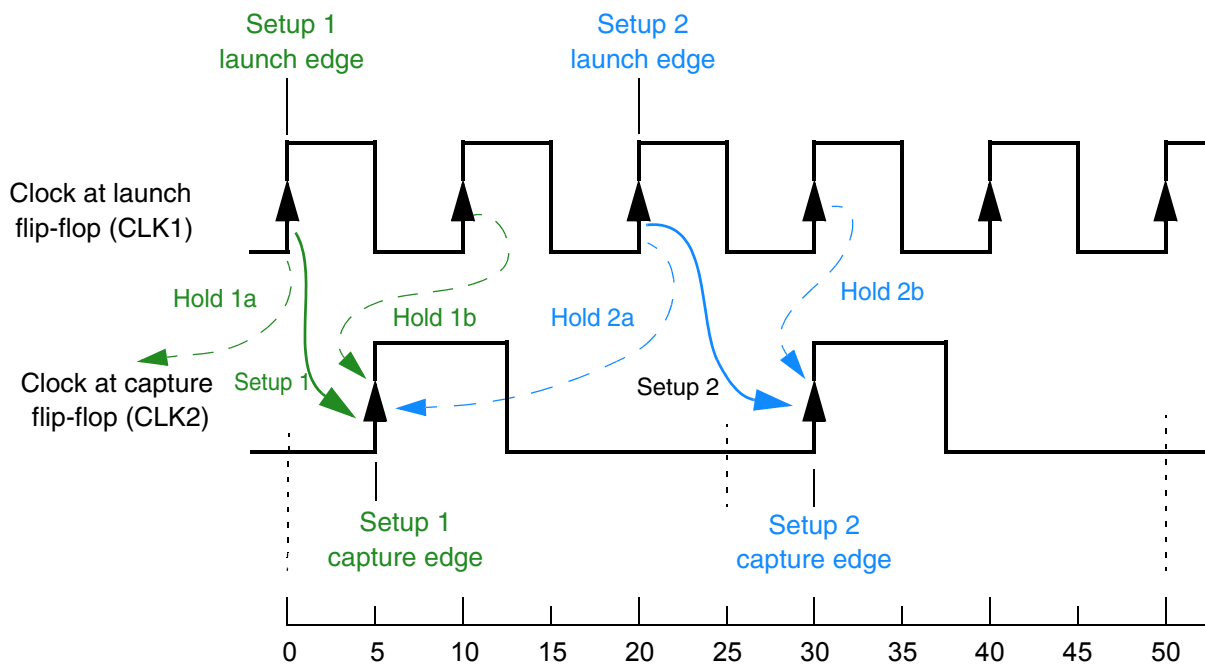 Setup 1
launch edge
Setup 2
launch edge
Clock at launch
flip-flop (CLK1)
Hold 1a
Hold 1b
Hold 2a
Hold 2b
Clock at capture
flip-flop (CLK2)
Setup 1
Setup 2
Setup 1
capture edge
Setup 2
capture edge
0 5 10 15 20 25 30 35 40 45 50